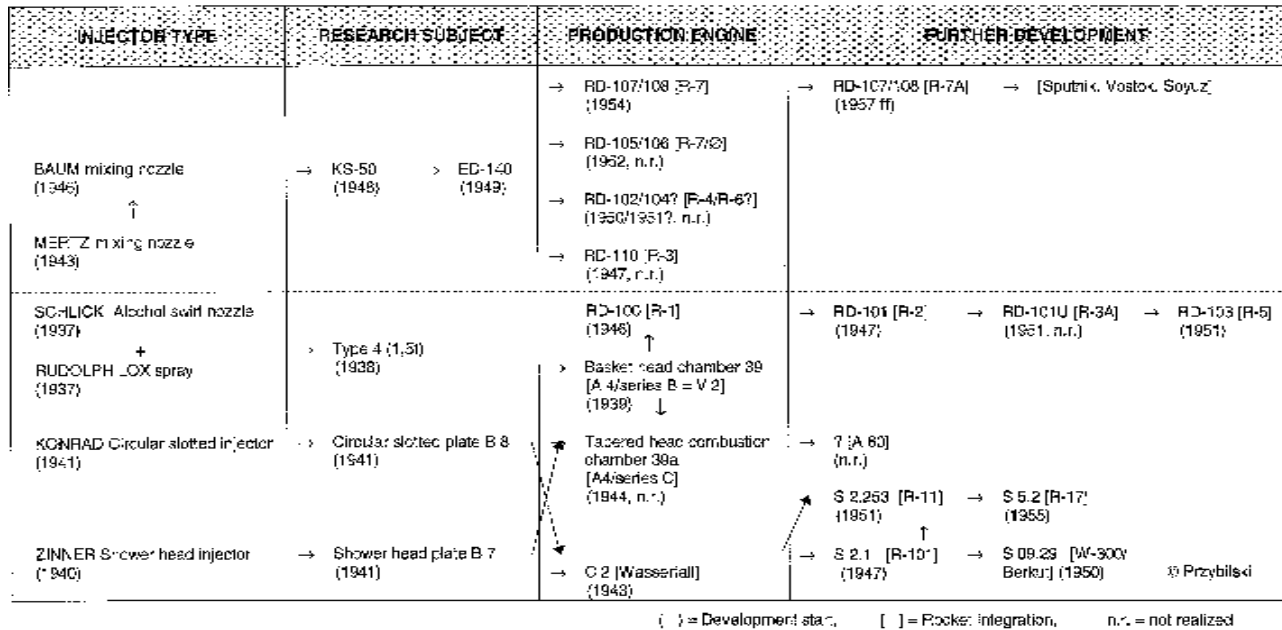 INJECTOR TYPE
RESEARCH SUBJECT
PRODUCTION ENGINE
FURTHER DEVELOPMENT
→ RD-107/108 [R-7]
(1954)
→ RD-107/108 [R-7A] → [Sputnik, Vostok, Soyuz]
(1957 ff)
→ RD-105/106 [R-7/∅]
(1952, n.r.)
BAUM mixing nozzle
(1946)
→ KS-50 > ED-140
(1948) (1949)
→ RD-102/104? [R-4/R-6?]
(1950/1951?, n.r.)
↑
MERTZ mixing nozzle
(1943)
→ RD-110 [R-3]
(1947, n.r.)
SCHLICK Alcohol swirl nozzle
(1937)
+
RUDOLPH LOX spray
(1937)
> Type 4 (1,5t)
(1938)
RD-100 [R-1]
(1946)
↑
→ RD-101 [R-2] → RD-101U [R-3A] → RD-103 [R-5]
(1947) (1951, n.r.) (1951)
> Basket head chamber 39
[A 4/series B = V 2]
(1939) ↓
KONRAD Circular slotted injector
(1941)
→ Circular slotted plate B 8
(1941)
→ Tapered head combustion
chamber 39a
[A4/series C]
(1944, n.r.)
→ ? [A 80]
(n.r.)
S 2.253 [R-11] → S 5.2 [R-17]
(1951) (1955)
↑
ZINNER Shower head injector
(1940)
→ Shower head plate B 7
(1941)
→ C 2 [Wasserfall]
(1943)
→ S 2.1 [R-101] → S 09.29 [W-300/
(1947) Berkut] (1950)
© Przybilski
( ) = Development start, [ ] = Rocket integration, n.r. = not realized